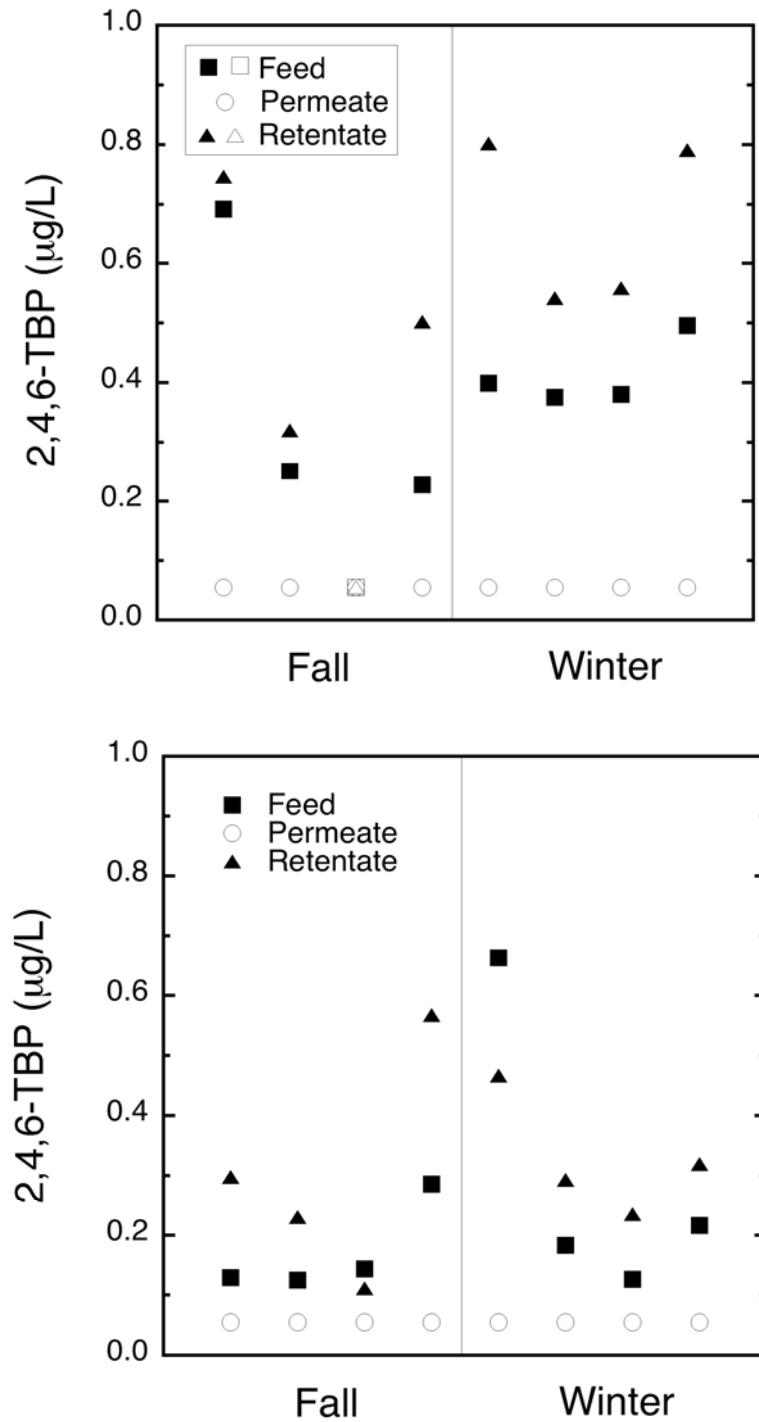 1.0
Feed
Permeate
Retentate
0.8
0.6
0.4
0.2
0.0
2,4,6-TBP (μg/L)
Fall Winter
1.0
Feed
Permeate
Retentate
0.8
0.6
0.4
0.2
0.0
2,4,6-TBP (μg/L)
Fall Winter